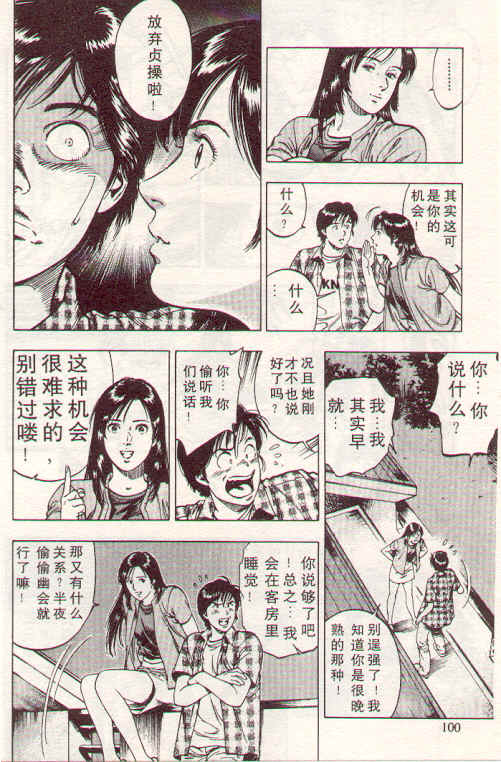 ………
其实这可
是你的
机会！
什么？
…什么
KN
放弃贞操啦！
你…你
说什么？
我…我
其实早
就…
别逞强了！我
知道你是很晚
熟的那种！
况且她刚
才不也说
好了吗？
你…你
偷听我
们说话！
这种机会
很难求的，
别错过喽！
你说够了吧
！总之…我
会在客房里
睡觉！
那又有什么
关系？半夜
偷偷幽会就
行了嘛！
100